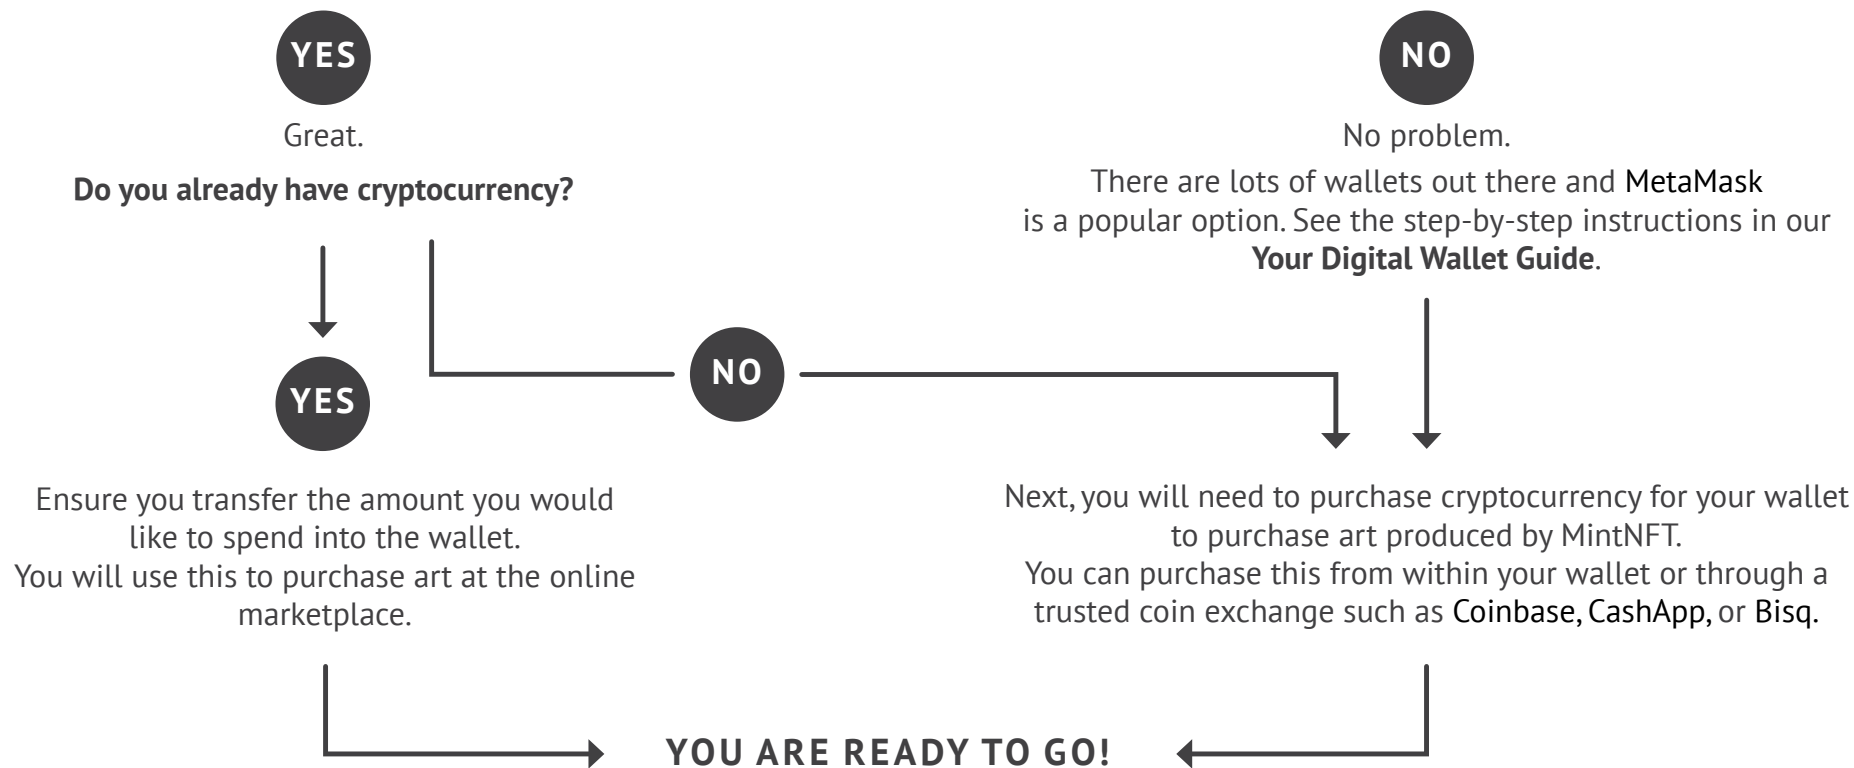 YES
Great.
Do you already have cryptocurrency?
NO
No problem.
There are lots of wallets out there and MetaMask
is a popular option. See the step-by-step instructions in our
Your Digital Wallet Guide.
NO
YES
Ensure you transfer the amount you would
like to spend into the wallet.
You will use this to purchase art at the online
marketplace.
Next, you will need to purchase cryptocurrency for your wallet
to purchase art produced by MintNFT.
You can purchase this from within your wallet or through a
trusted coin exchange such as Coinbase, CashApp, or Bisq.
YOU ARE READY TO GO!